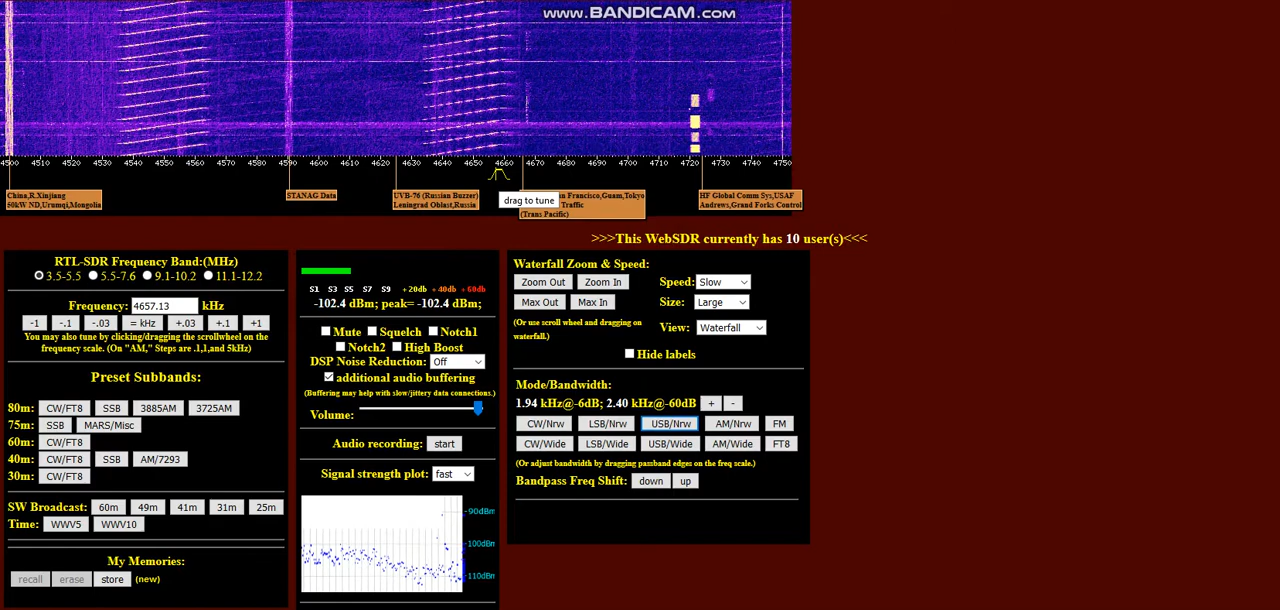 www.BANDICAM.com
4500 4510 4520 4530 4540 4550 4560 4570 4580 4590 4600 4610 4620 4630 4640 4650 4660 4670 4680 4690 4700 4710 4720 4730 4740 4750
China,R.Xinjiang
50kW ND,Urumqi,Mongolia
STANAG Data
UVB-76 (Russian Buzzer)
Leningrad Oblast,Russia
drag to tune
Francisco,Guam,Tokyo
Traffic
(Trans Pacific)
HF Global Comm Sys,USAF
Andrews,Grand Forks Control
>>>This WebSDR currently has 10 user(s)<<<
RTL-SDR Frequency Band:(MHz)
3.5-5.5 5.5-7.6 9.1-10.2 11.1-12.2
Frequency: 4657.13 kHz
-1 -.1 -.03 = kHz +.03 +.1 +1
You may also tune by clicking/dragging the scrollwheel on the
frequency scale. (On "AM," Steps are .1,1,and 5kHz)
Preset Subbands:
80m: CW/FT8 SSB 3885AM 3725AM
75m: SSB MARS/Misc
60m: CW/FT8
40m: CW/FT8 SSB AM/7293
30m: CW/FT8
SW Broadcast: 60m 49m 41m 31m 25m
Time: WWV5 WWV10
My Memories:
recall erase store (new)
S1 S3 S5 S7 S9 +20db +40db +60db
-102.4 dBm; peak= -102.4 dBm;
Mute Squelch Notch1
Notch2 High Boost
DSP Noise Reduction: Off
additional audio buffering
(Buffering may help with slow/jittery data connections.)
Volume:
Audio recording: start
Signal strength plot: fast
-90dBm
-100dBm
-110dBm
Waterfall Zoom & Speed:
Zoom Out Zoom In Speed: Slow
Max Out Max In Size: Large
(Or use scroll wheel and dragging on
waterfall.)
View: Waterfall
Hide labels
Mode/Bandwidth:
1.94 kHz@-6dB; 2.40 kHz@-60dB + -
CW/Nrw LSB/Nrw USB/Nrw AM/Nrw FM
CW/Wide LSB/Wide USB/Wide AM/Wide FT8
(Or adjust bandwidth by dragging passband edges on the freq scale.)
Bandpass Freq Shift: down up